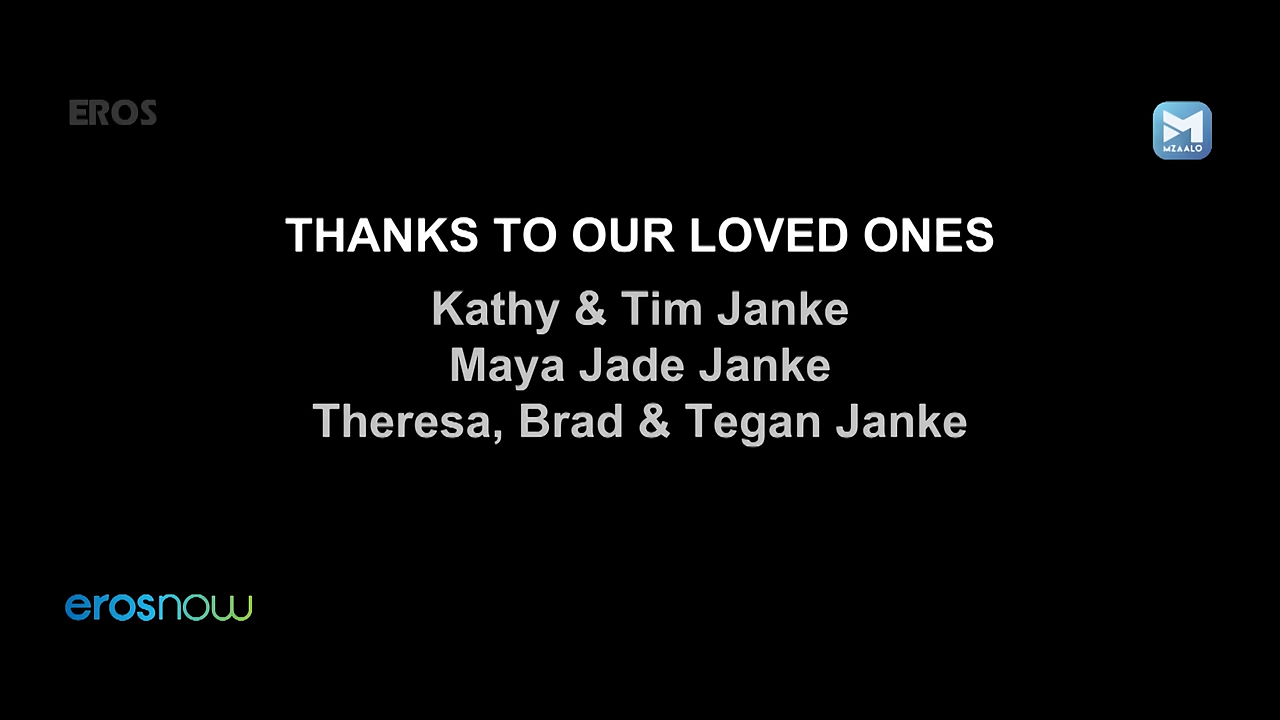 EROS
MZAALO
THANKS TO OUR LOVED ONES
Kathy & Tim Janke
Maya Jade Janke
Theresa, Brad & Tegan Janke
erosnow